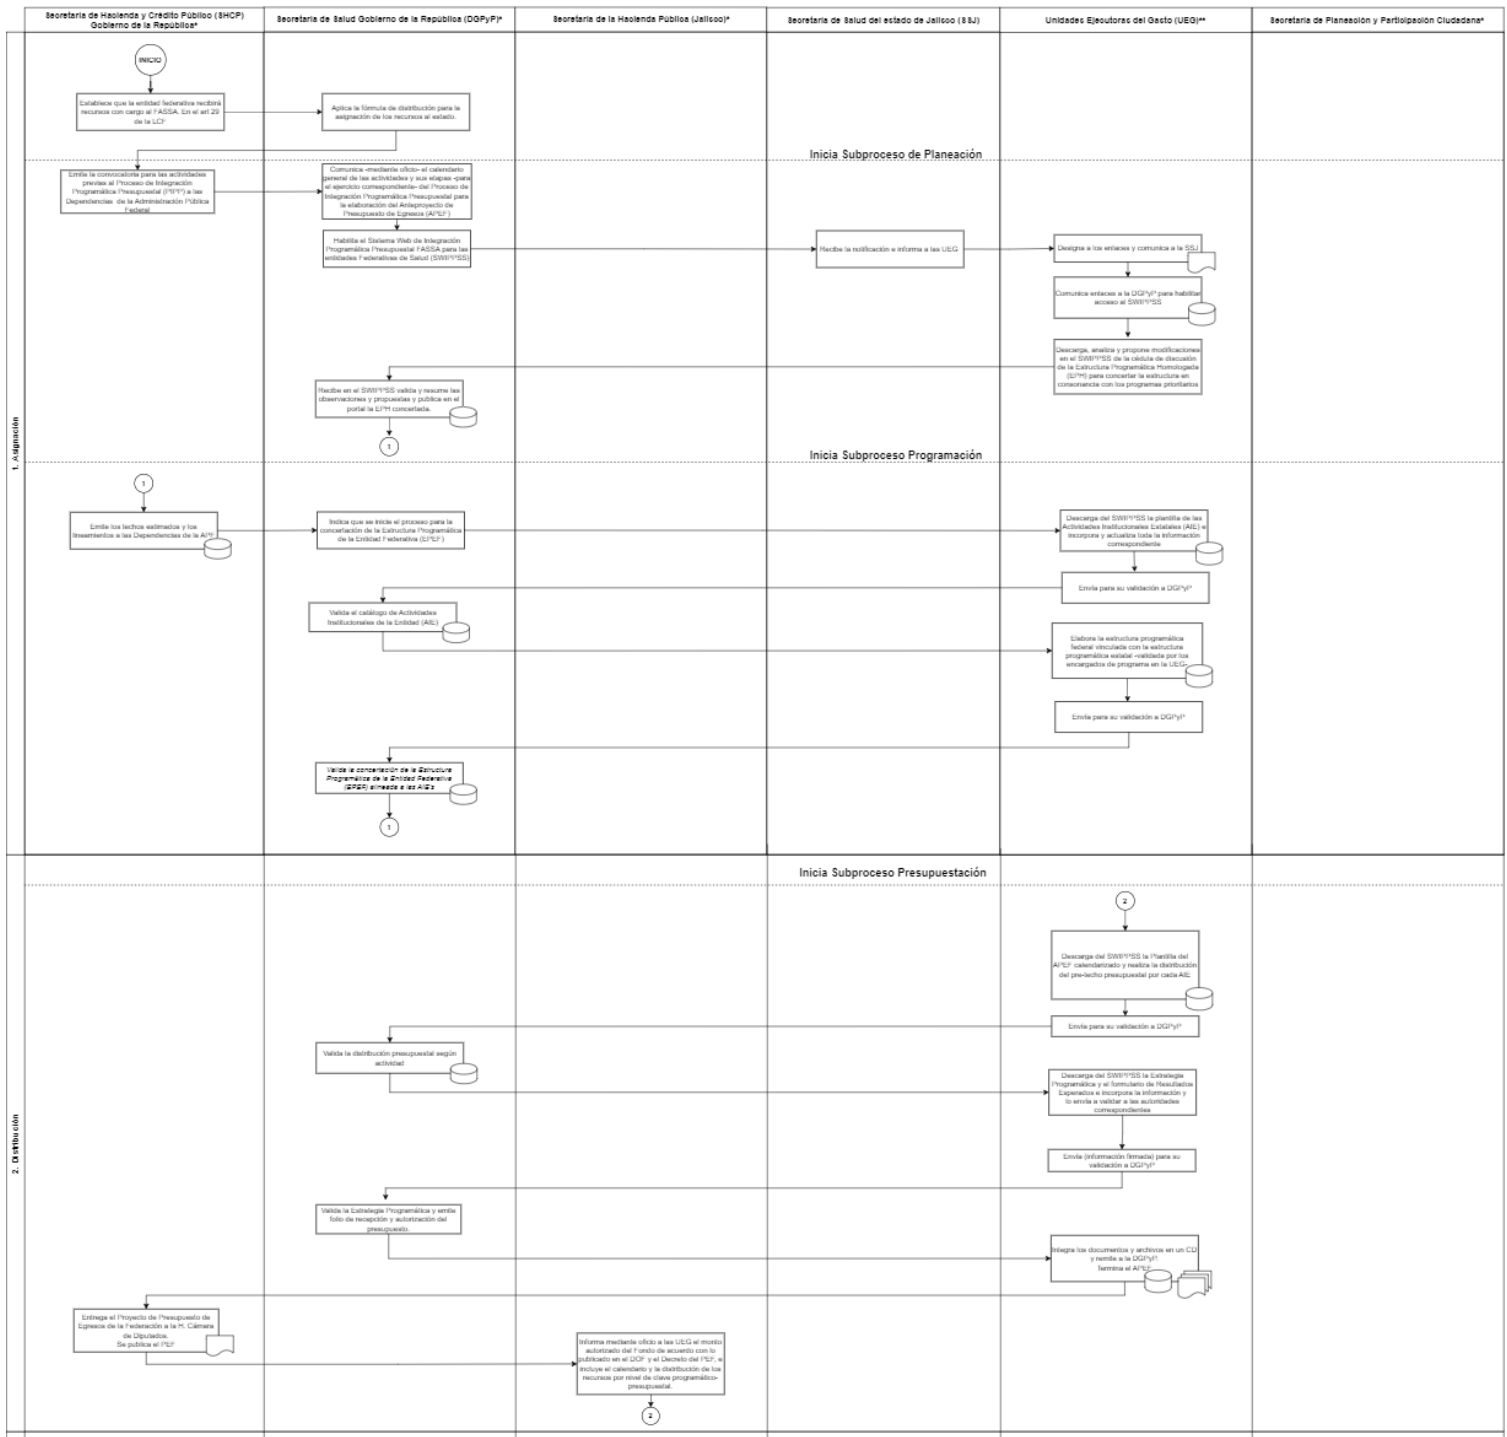 Secretaría de Hacienda y Crédito Público (SHCP)
Gobierno de la República*
Secretaría de Salud Gobierno de la República (DGPyP)*
Secretaría de la Hacienda Pública (Jalisco)*
Secretaría de Salud del estado de Jalisco (SSJ)
Unidades Ejecutoras del Gasto (UEG)**
Secretaría de Planeación y Participación Ciudadana*
1. Asignación
INICIO
Establece que la entidad federativa recibirá
recursos con cargo al FASSA. En el art 29
de la LCF
Aplica la fórmula de distribución para la
asignación de los recursos al estado.
Inicia Subproceso de Planeación
Emite la convocatoria para las actividades
previas al Proceso de Integración
Programática Presupuestal (PIPP) a las
Dependencias de la Administración Pública
Federal
Comunica -mediante oficio- el calendario
general de las actividades y sus etapas -para
el ejercicio correspondiente- del Proceso de
Integración Programática Presupuestal para
la elaboración del Anteproyecto de
Presupuesto de Egresos (APEF)
Habilita el Sistema Web de Integración
Programática Presupuestal FASSA para las
entidades Federativas de Salud (SWIPPSS)
Recibe la notificación e informa a las UEG
Designa a los enlaces y comunica a la SSJ
Comunica enlaces a la DGPyP para habilitar
acceso al SWIPPSS
Descarga, analiza y propone modificaciones
en el SWIPPSS de la cédula de discusión
de la Estructura Programática Homologada
(EPH) para concertar la estructura en
consonancia con los programas prioritarios
Recibe en el SWIPPSS valida y resume las
observaciones y propuestas y publica en el
portal la EPH concertada.
1
Inicia Subproceso Programación
1
Emite los techos estimados y los
lineamientos a las Dependencias de la APF
Indica que se inicie el proceso para la
concertación de la Estructura Programática
de la Entidad Federativa (EPEF)
Descarga del SWIPPSS la plantilla de las
Actividades Institucionales Estatales (AIE) e
incorpora y actualiza toda la información
correspondiente
Envía para su validación a DGPyP
Valida el catálogo de Actividades
Institucionales de la Entidad (AIE)
Elabora la estructura programática
federal vinculada con la estructura
programática estatal -validada por los
encargados de programa en la UEG-
Envía para su validación a DGPyP
Valida la concertación de la Estructura
Programática de la Entidad Federativa
(EPEF) alineada a las AIE's
1
2. Distribución
Inicia Subproceso Presupuestación
2
Descarga del SWIPPSS la Plantilla del
APEF calendarizado y realiza la distribución
del pre-techo presupuestal por cada AIE
Envía para su validación a DGPyP
Valida la distribución presupuestal según
actividad
Descarga del SWIPPSS la Estrategia
Programática y el formulario de Resultados
Esperados e incorpora la información y
lo envía a validar a las autoridades
correspondientes
Envía (información firmada) para su
validación a DGPyP
Valida la Estrategia Programática y emite
folio de recepción y autorización del
presupuesto.
Integra los documentos y archivos en un CD
y remite a la DGPyP.
Termina el APEF
Entrega el Proyecto de Presupuesto de
Egresos de la Federación a la H. Cámara
de Diputados.
Se publica el PEF
Informa mediante oficio a las UEG el monto
autorizado del Fondo de acuerdo con lo
publicado en el DOF y el Decreto del PEF, e
incluye el calendario y la distribución de los
recursos por nivel de clave programático-
presupuestal.
2